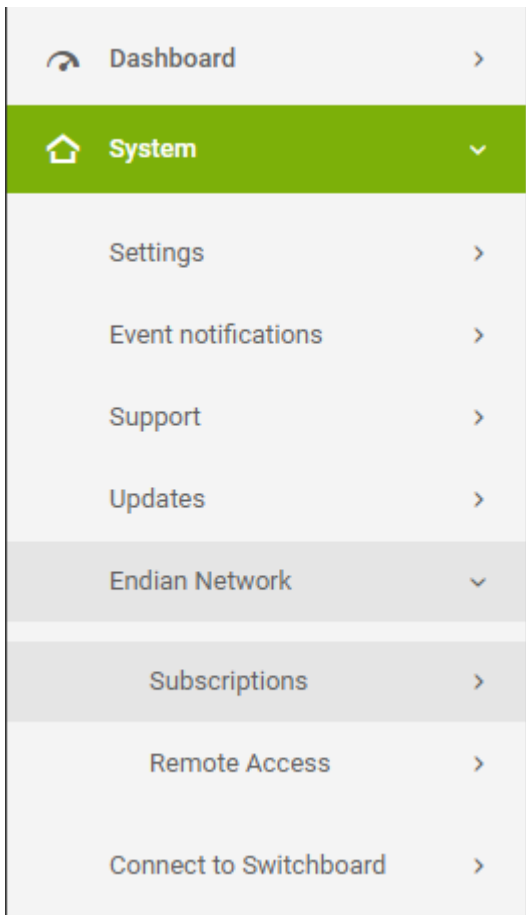 Dashboard
System
Settings
Event notifications
Support
Updates
Endian Network
Subscriptions
Remote Access
Connect to Switchboard